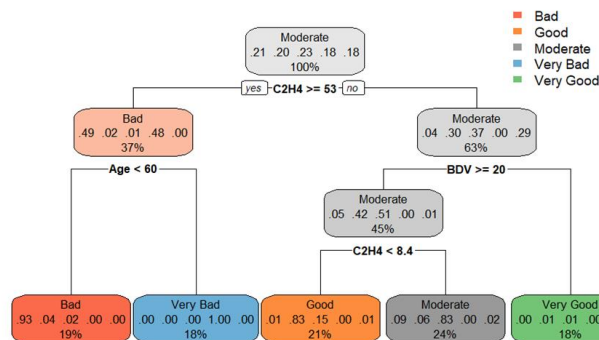 Bad
Good
Moderate
Very Bad
Very Good
Moderate
.21 .20 .23 .18 .18
100%
yes C2H4 >= 53 no
Bad
.49 .02 .01 .48 .00
37%
Moderate
.04 .30 .37 .00 .29
63%
Age < 60
BDV >= 20
Moderate
.05 .42 .51 .00 .01
45%
C2H4 < 8.4
Bad
.93 .04 .02 .00 .00
19%
Very Bad
.00 .00 .00 1.00 .00
18%
Good
.01 .83 .15 .00 .01
21%
Moderate
.09 .06 .83 .00 .02
24%
Very Good
.00 .01 .01 .00
18%